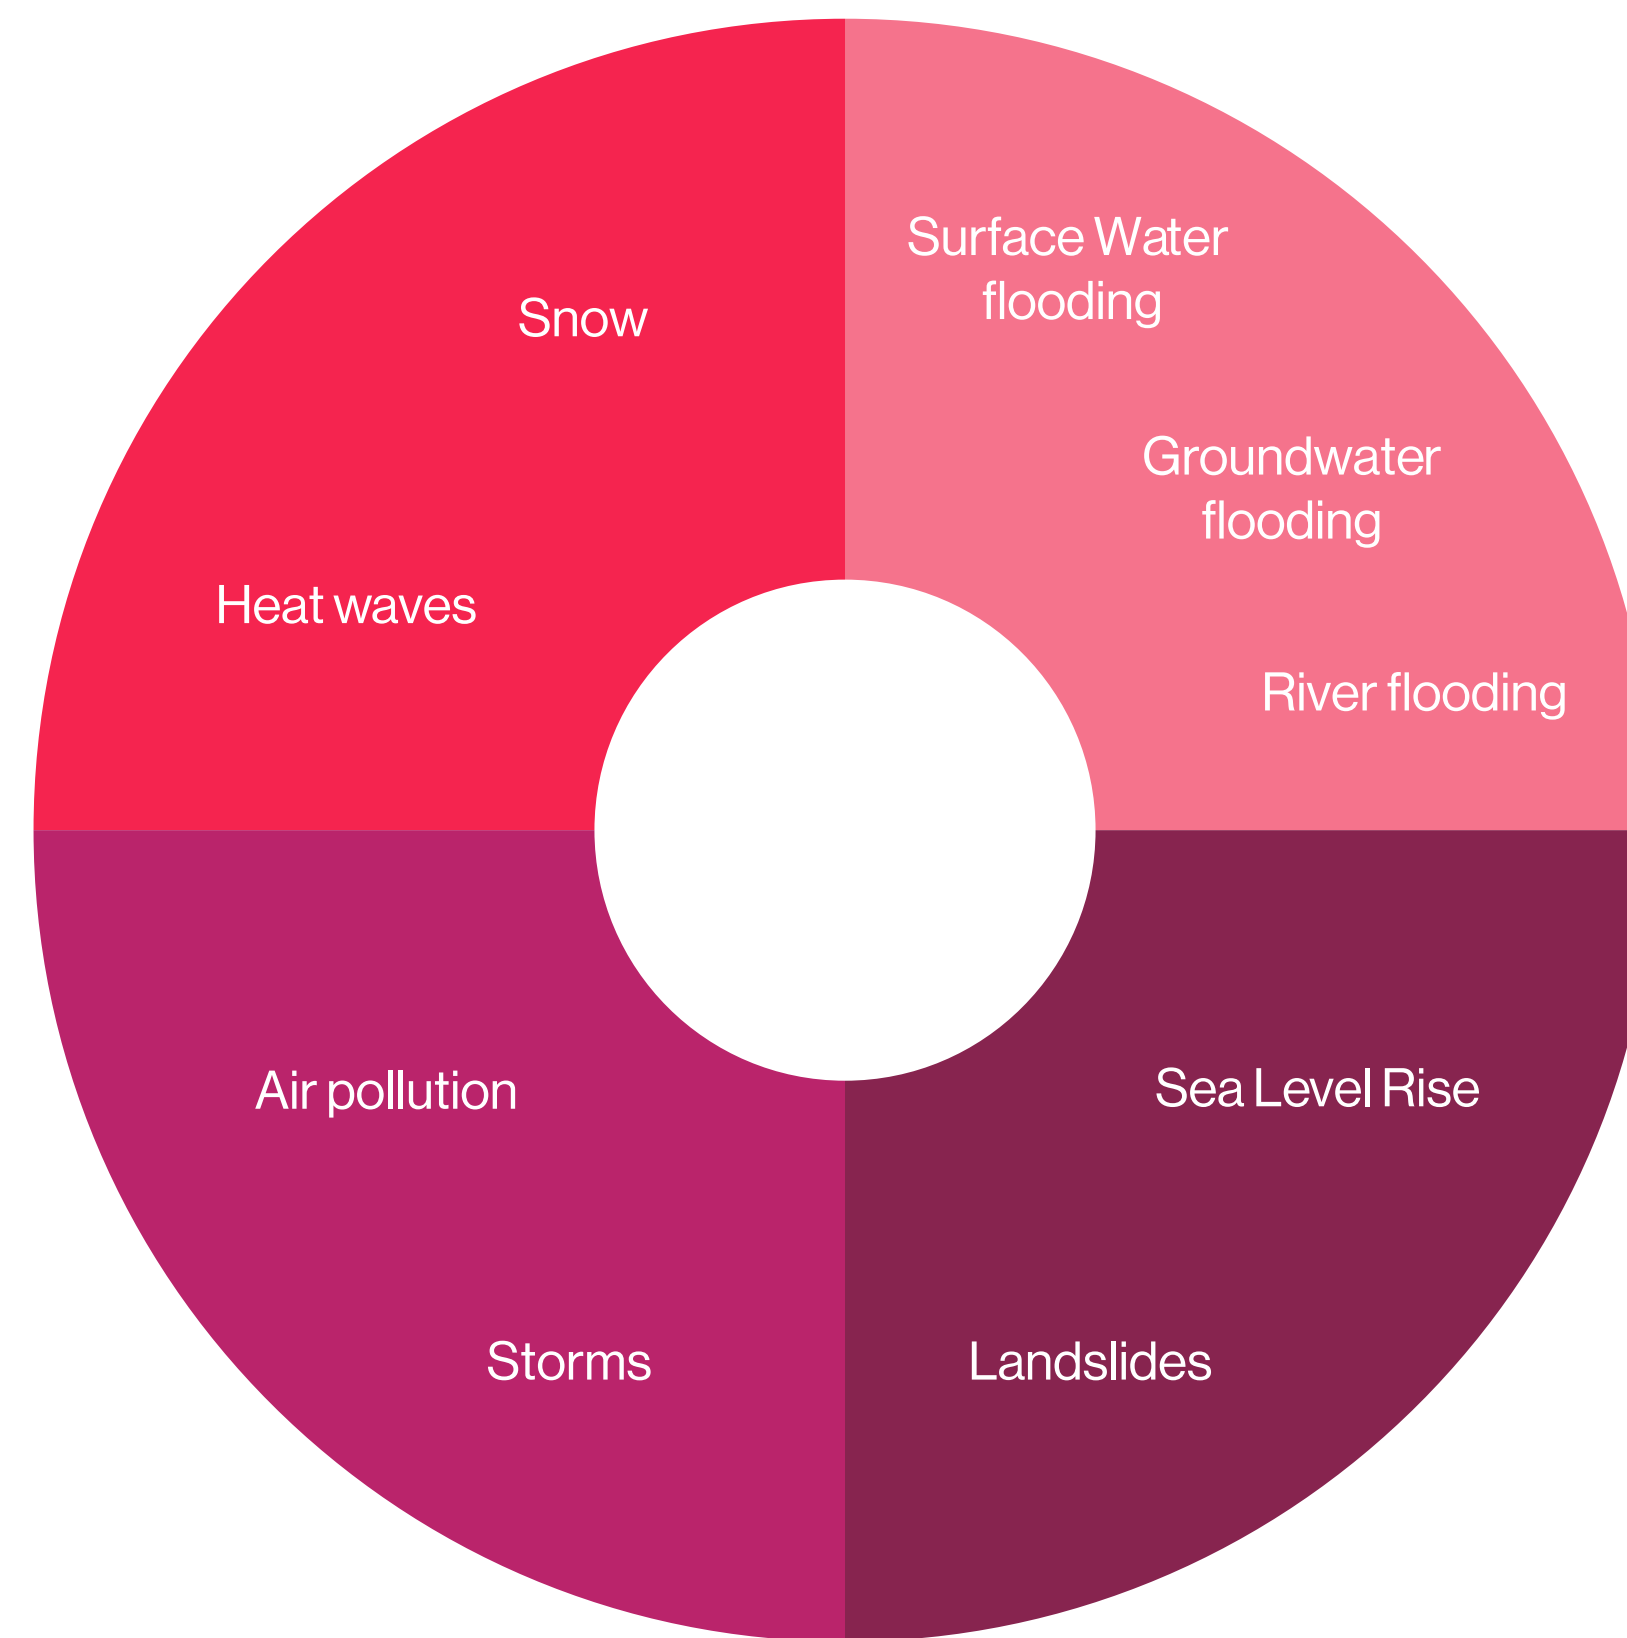 Snow
Heat waves
Surface Water
flooding
Groundwater
flooding
River flooding
Air pollution
Storms
Sea Level Rise
Landslides